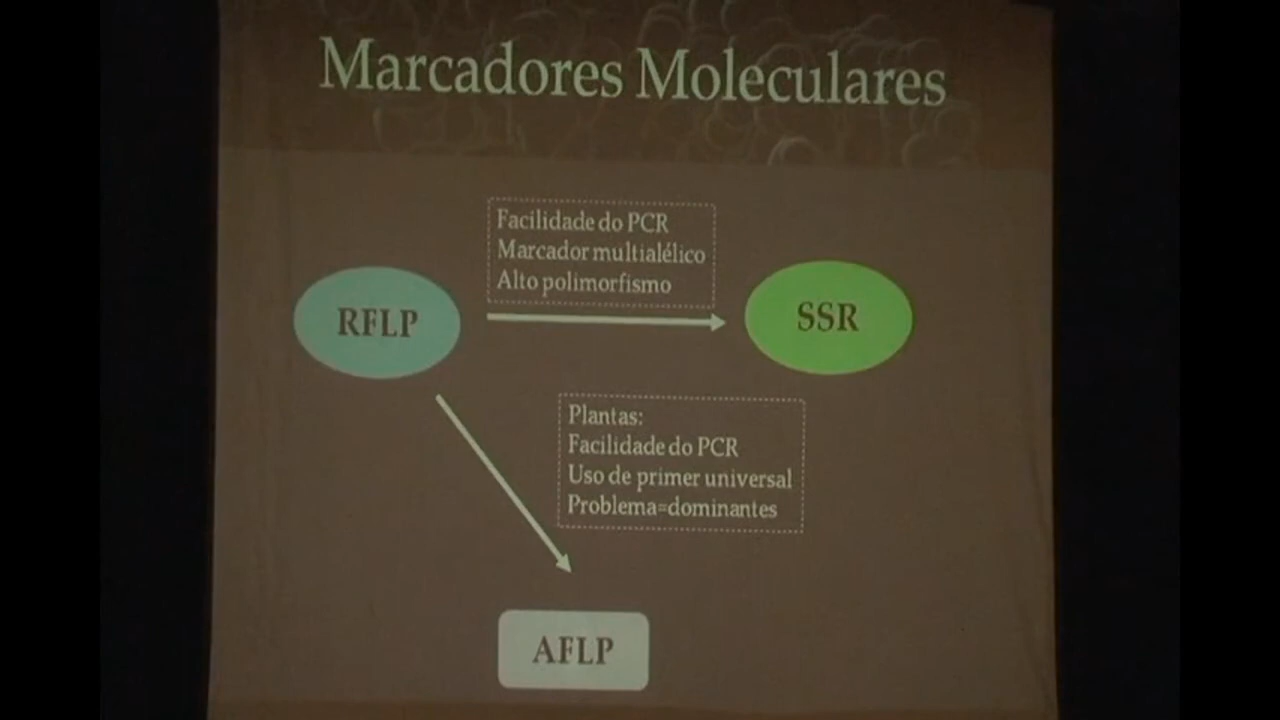 Marcadores Moleculares
Facilidade do PCR
Marcador multialélico
Alto polimorfismo
RFLP
SSR
Plantas:
Facilidade do PCR
Uso de primer universal
Problema=dominantes
AFLP